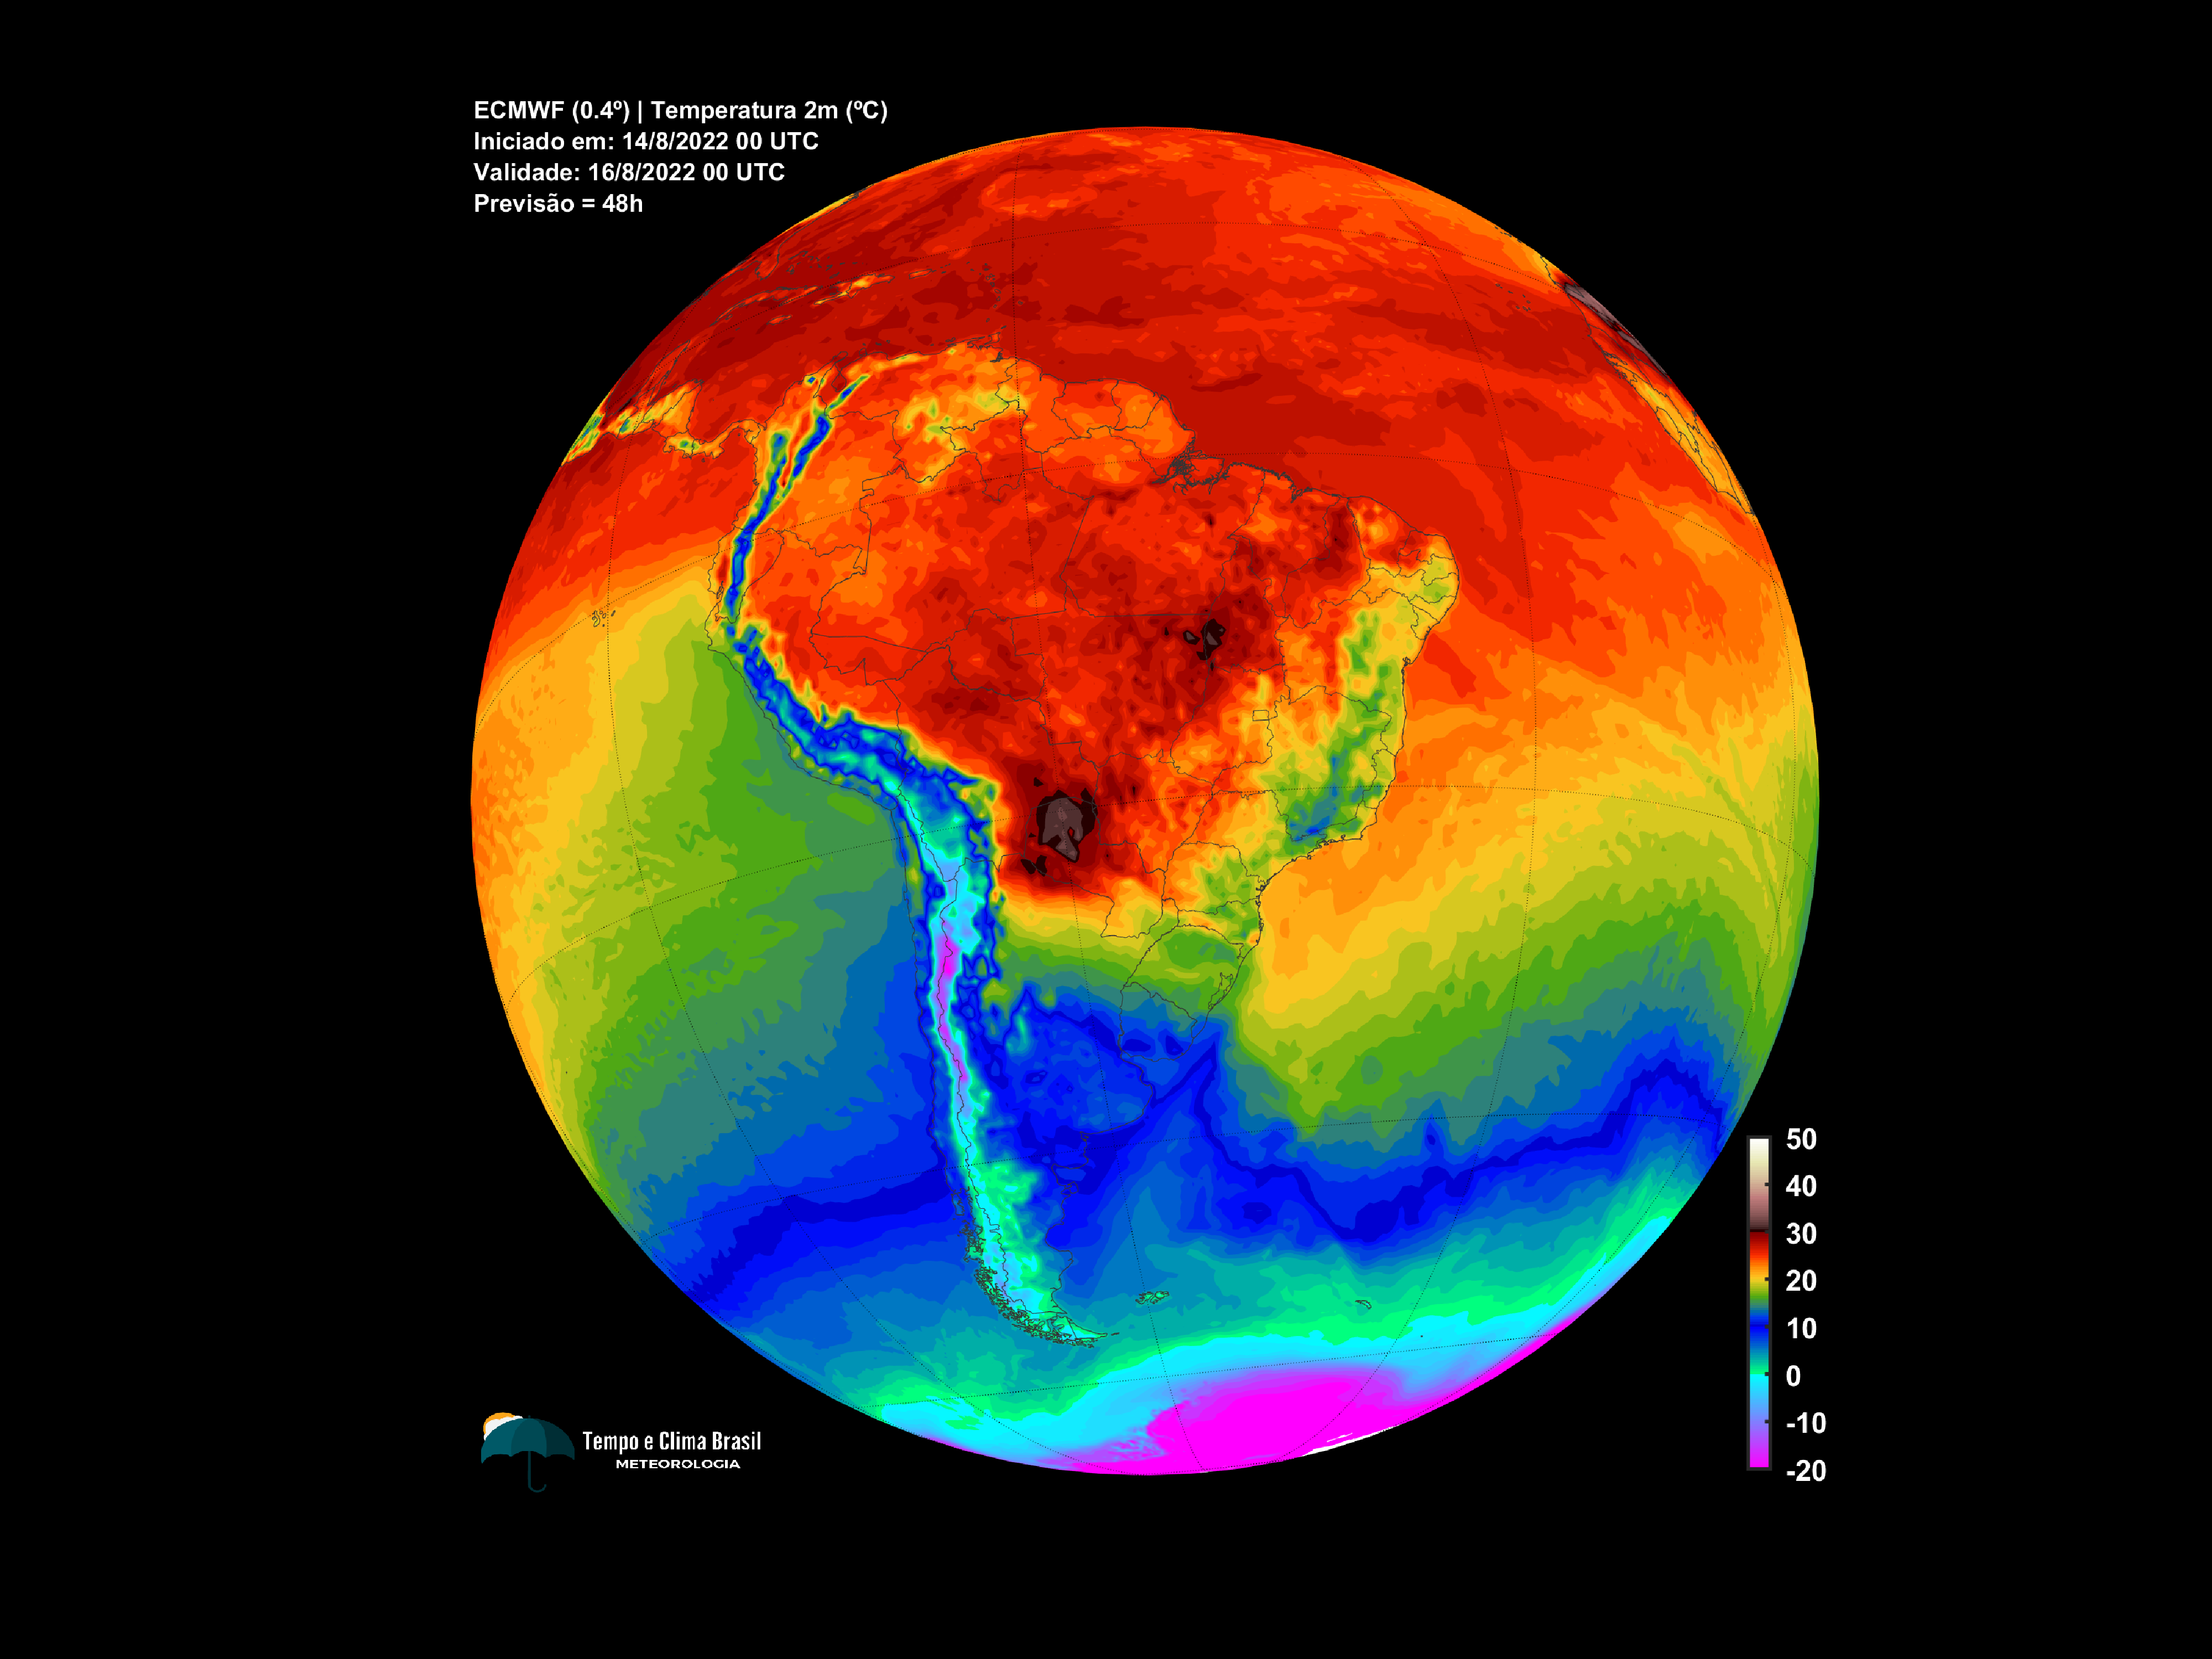 ECMWF (0.4º) | Temperatura 2m (ºC)
Iniciado em: 14/8/2022 00 UTC
Validade: 16/8/2022 00 UTC
Previsão = 48h
50
40
30
20
10
0
-10
-20
Tempo e Clima Brasil
METEOROLOGIA